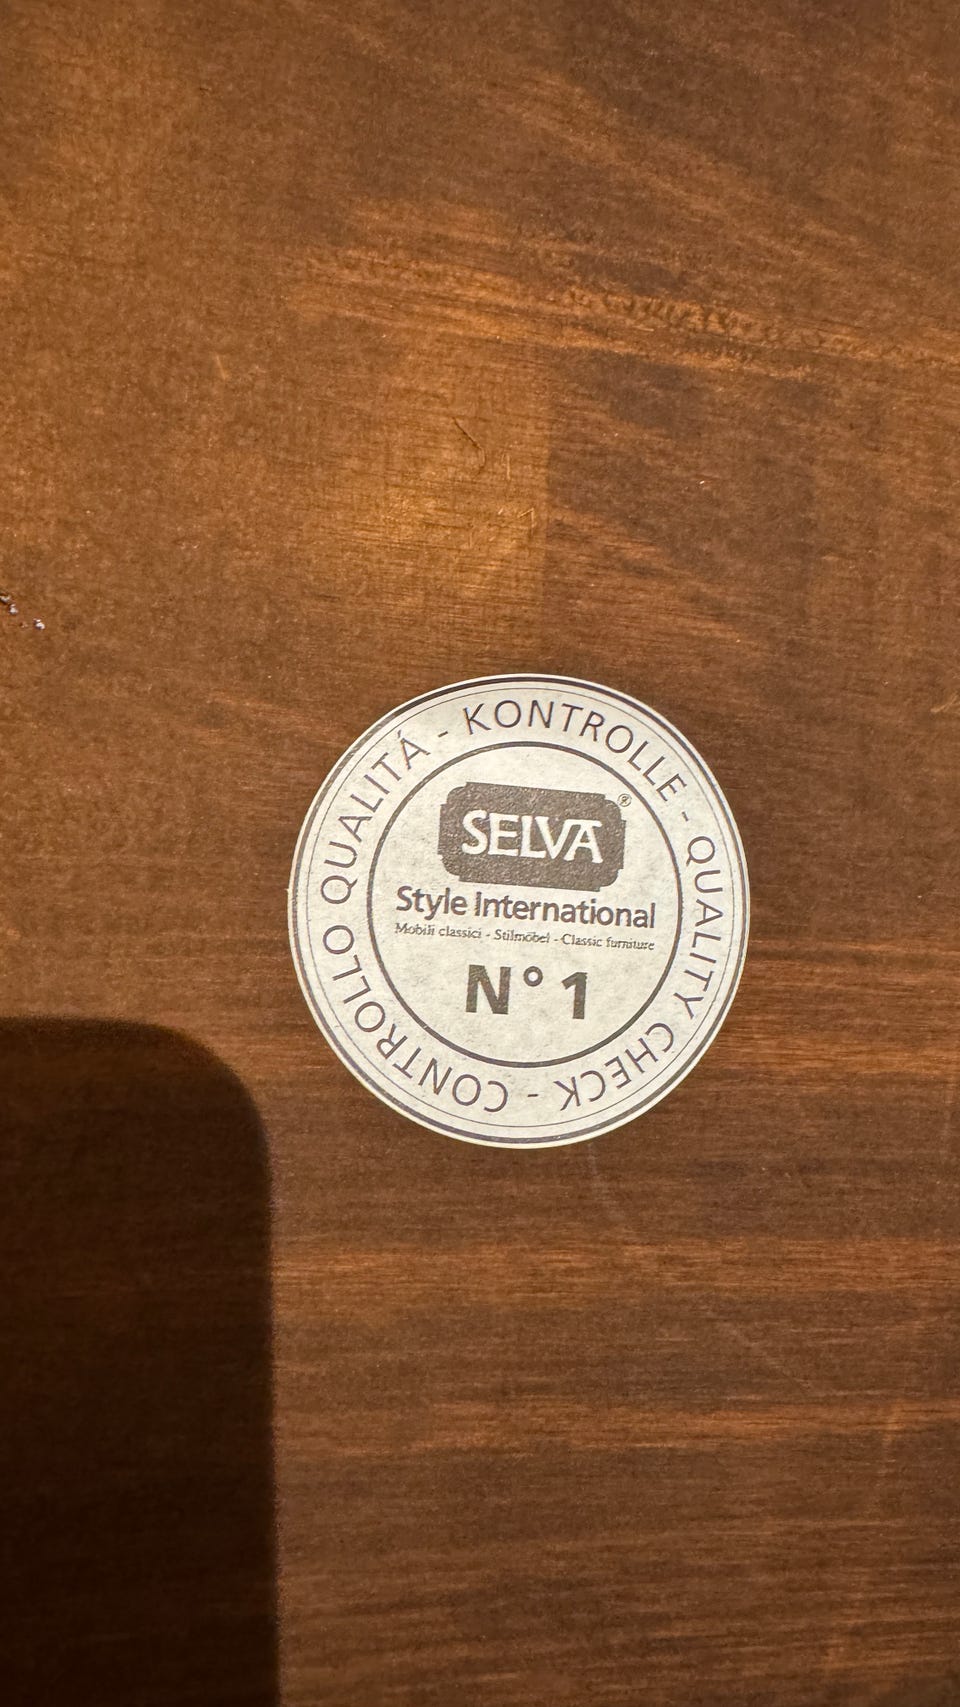 CONTROLLO QUALITÁ - KONTROLLE - QUALITY CHECK -
SELVA®
Style International
Mobili classici - Stilmöbel - Classic furniture
N° 1